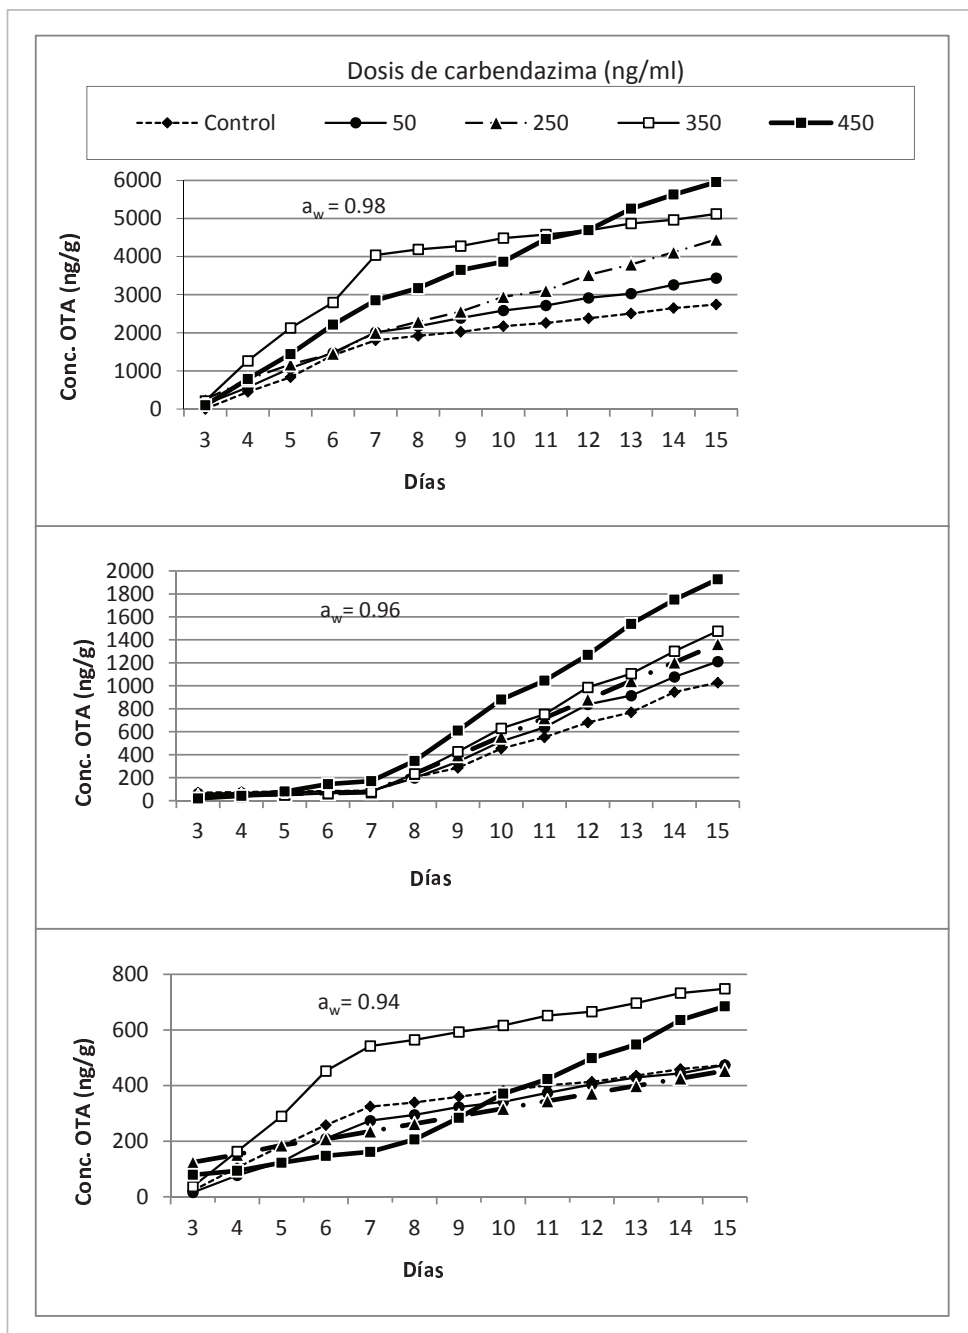 Dosis de carbendazima (ng/ml)
Control 50 250 350 450
6000
5000
4000
3000
2000
1000
0
Conc. OTA (ng/g)
aw = 0.98
3 4 5 6 7 8 9 10 11 12 13 14 15
Días
2000
1800
1600
1400
1200
1000
800
600
400
200
0
Conc. OTA (ng/g)
aw= 0.96
3 4 5 6 7 8 9 10 11 12 13 14 15
Días
800
600
400
200
0
Conc. OTA (ng/g)
aw= 0.94
3 4 5 6 7 8 9 10 11 12 13 14 15
Días